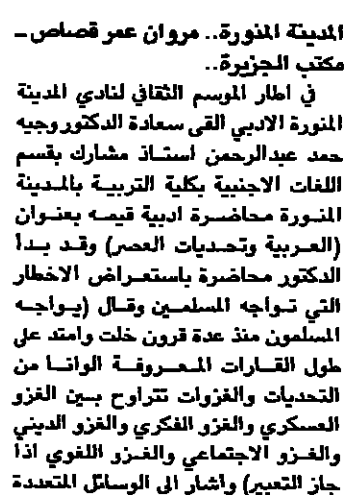 المدينة المنورة.. مروان عمر قصاص ـ
مكتب الجزيرة..
في اطار الموسم الثقافي لنادي المدينة
المنورة الادبي القى سعادة الدكتور وجيه
حمد عبدالرحمن استاذ مشارك بقسم
اللغات الاجنبية بكلية التربية بالمدينة
المنورة محاضرة ادبية قيمه بعنوان
(العربية وتحديات العصر) وقد بدأ
الدكتور محاضرة باستعراض الاخطار
التي تواجه المسلمين وقال (يواجه
المسلمون منذ عدة قرون خلت وامتد على
طول القارات المعروفة الوانا من
التحديات والغزوات تتراوح بين الغزو
العسكري والغزو الفكري والغزو الديني
والغزو الاجتماعي والغزو اللغوي اذا
جاز التعبير) واشار الى الوسائل المتعددة